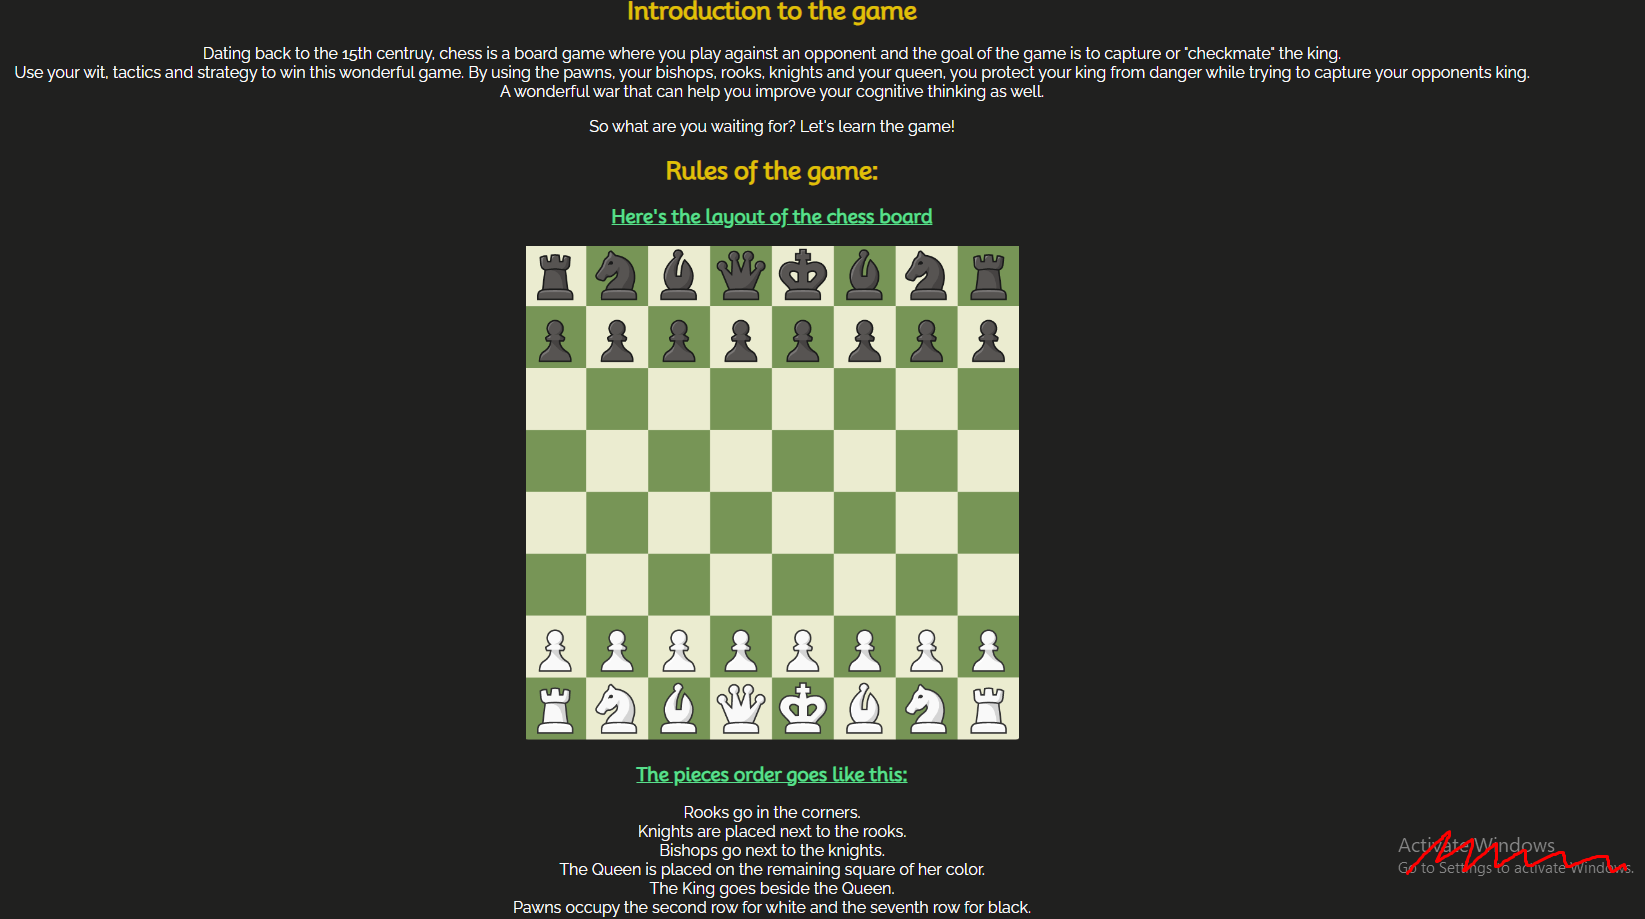 Introduction to the game
Dating back to the 15th centruy, chess is a board game where you play against an opponent and the goal of the game is to capture or "checkmate" the king.
Use your wit, tactics and strategy to win this wonderful game. By using the pawns, your bishops, rooks, knights and your queen, you protect your king from danger while trying to capture your opponents king.
A wonderful war that can help you improve your cognitive thinking as well.
So what are you waiting for? Let's learn the game!
Rules of the game:
Here's the layout of the chess board
The pieces order goes like this:
Rooks go in the corners.
Knights are placed next to the rooks.
Bishops go next to the knights.
The Queen is placed on the remaining square of her color.
The King goes beside the Queen.
Pawns occupy the second row for white and the seventh row for black.
Activate Windows
Go to Settings to activate Windows.